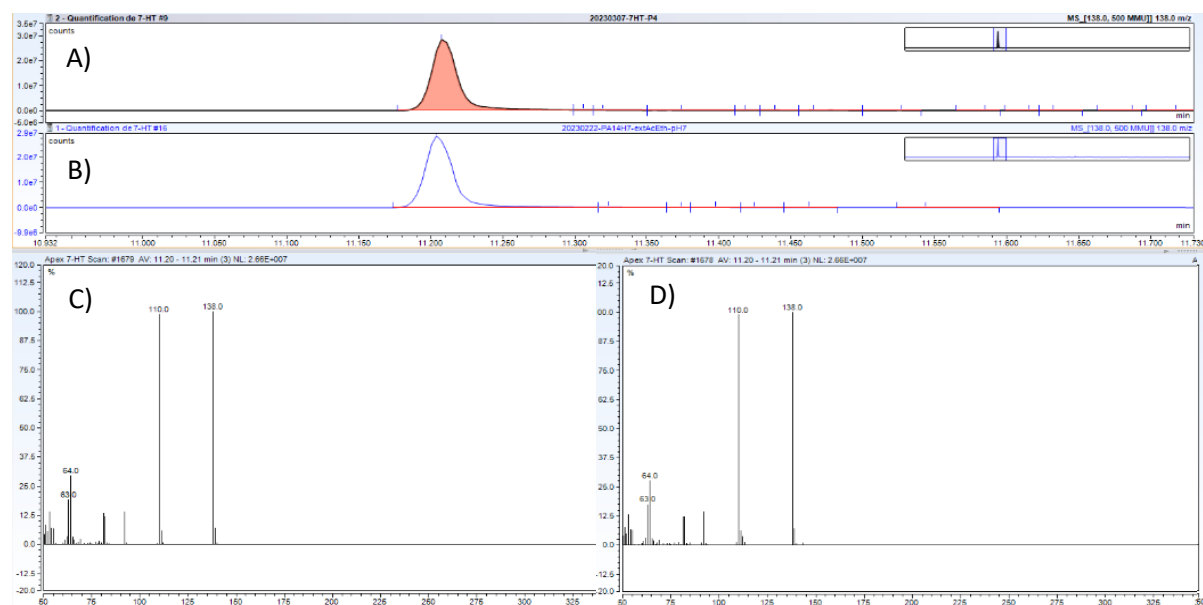 2 - Quantification de 7-HT #9 20230307-7HT-P4 MS_[138.0, 500 MMU]] 138.0 m/z
3.5e7
counts
A)
3.0e7
2.0e7
1.0e7
0.0e0
-5.0e6
min
1 - Quantification de 7-HT #16 20230222-PA14H7-extAcEth-pH7 MS_[138.0, 500 MMU]] 138.0 m/z
2.9e7
counts
B)
2.0e7
1.0e7
0.0e0
-9.9e6
min
10.932 11.000 11.050 11.100 11.150 11.200 11.250 11.300 11.350 11.400 11.450 11.500 11.550 11.600 11.650 11.700 11.730
Apex 7-HT Scan: #1679 AV: 11.20 - 11.21 min (3) NL: 2.66E+007
120.0
%
C)
110.0
138.0
100.0
87.5
75.0
62.5
50.0
37.5
64.0
25.0
63.0
12.5
0.0
-12.5
-20.0
50 75 100 125 150 175 200 225 250 275 300 325
Apex 7-HT Scan: #1678 AV: 11.20 - 11.21 min (3) NL: 2.66E+007 A
20.0
%
D)
110.0
138.0
00.0
87.5
75.0
62.5
50.0
37.5
64.0
25.0
63.0
12.5
0.0
-12.5
-20.0
50 75 100 125 150 175 200 225 250 275 300 325